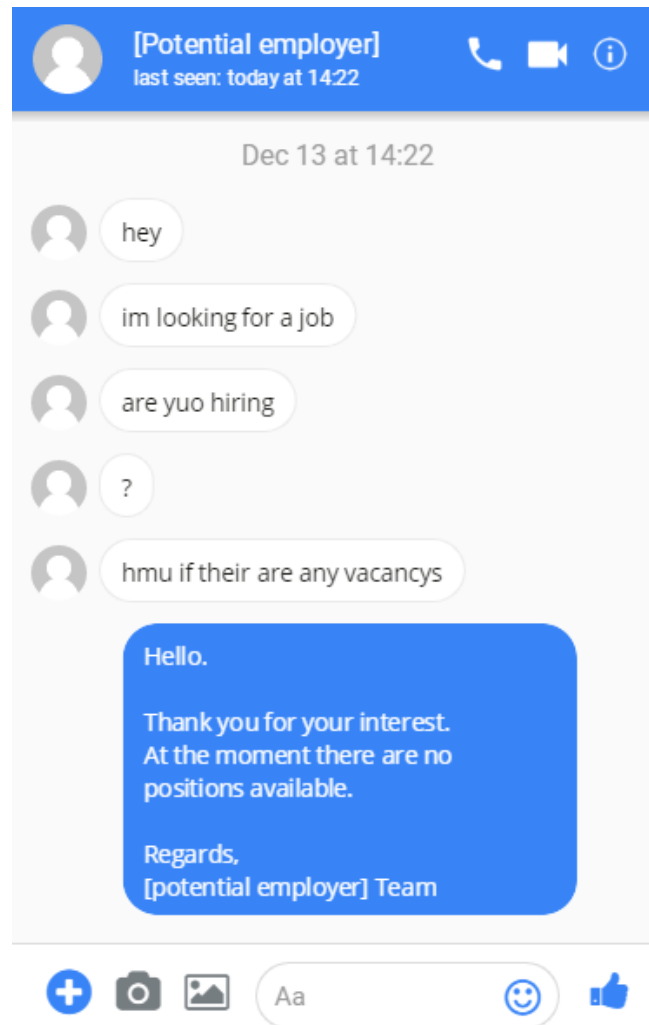 [Potential employer]
last seen: today at 14:22
Dec 13 at 14:22
hey
im looking for a job
are yuo hiring
?
hmu if their are any vacancys
Hello.
Thank you for your interest.
At the moment there are no
positions available.
Regards,
[potential employer] Team
Aa